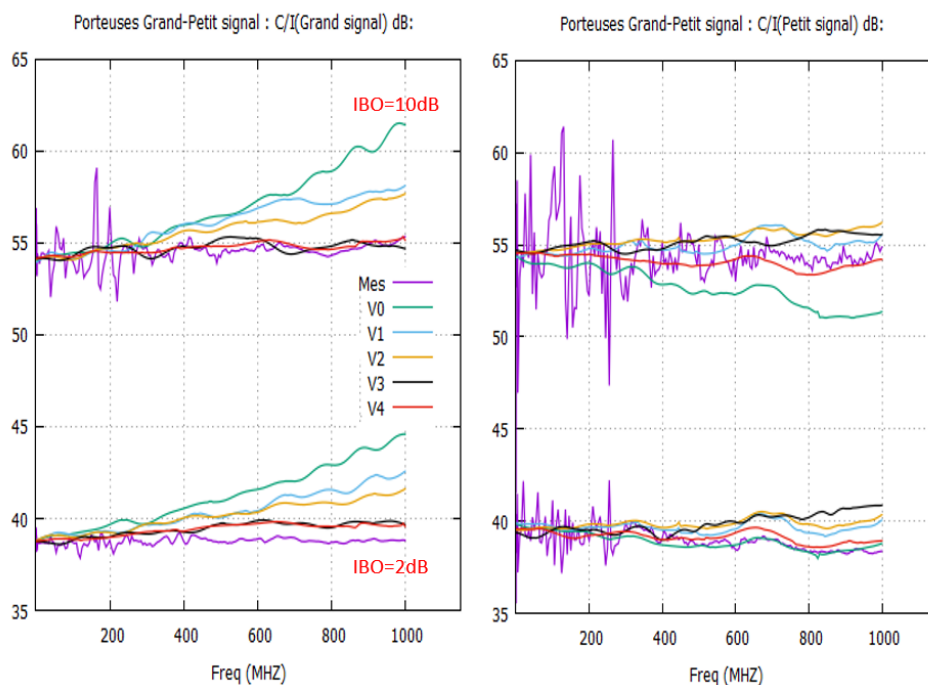 Porteuses Grand-Petit signal : C/I(Grand signal) dB:
65
60
55
50
45
40
35
200
400
600
800
1000
Freq (MHZ)
IBO=10dB
Mes
V0
V1
V2
V3
V4
IBO=2dB
Porteuses Grand-Petit signal : C/I(Petit signal) dB:
65
60
55
50
45
40
35
200
400
600
800
1000
Freq (MHZ)